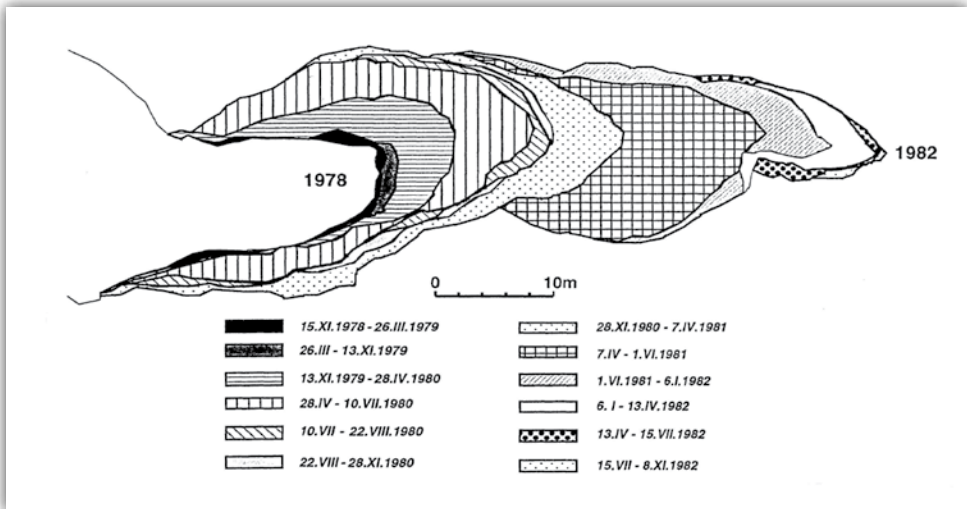 1982
1978
0 10m
15.XI.1978 - 26.III.1979
26.III - 13.XI.1979
13.XI.1979 - 28.IV.1980
28.IV - 10.VII.1980
10.VII - 22.VIII.1980
22.VIII - 28.XI.1980
28.XI.1980 - 7.IV.1981
7.IV - 1.VI.1981
1.VI.1981 - 6.I.1982
6. I - 13.IV.1982
13.IV - 15.VII.1982
15.VII - 8.XI.1982